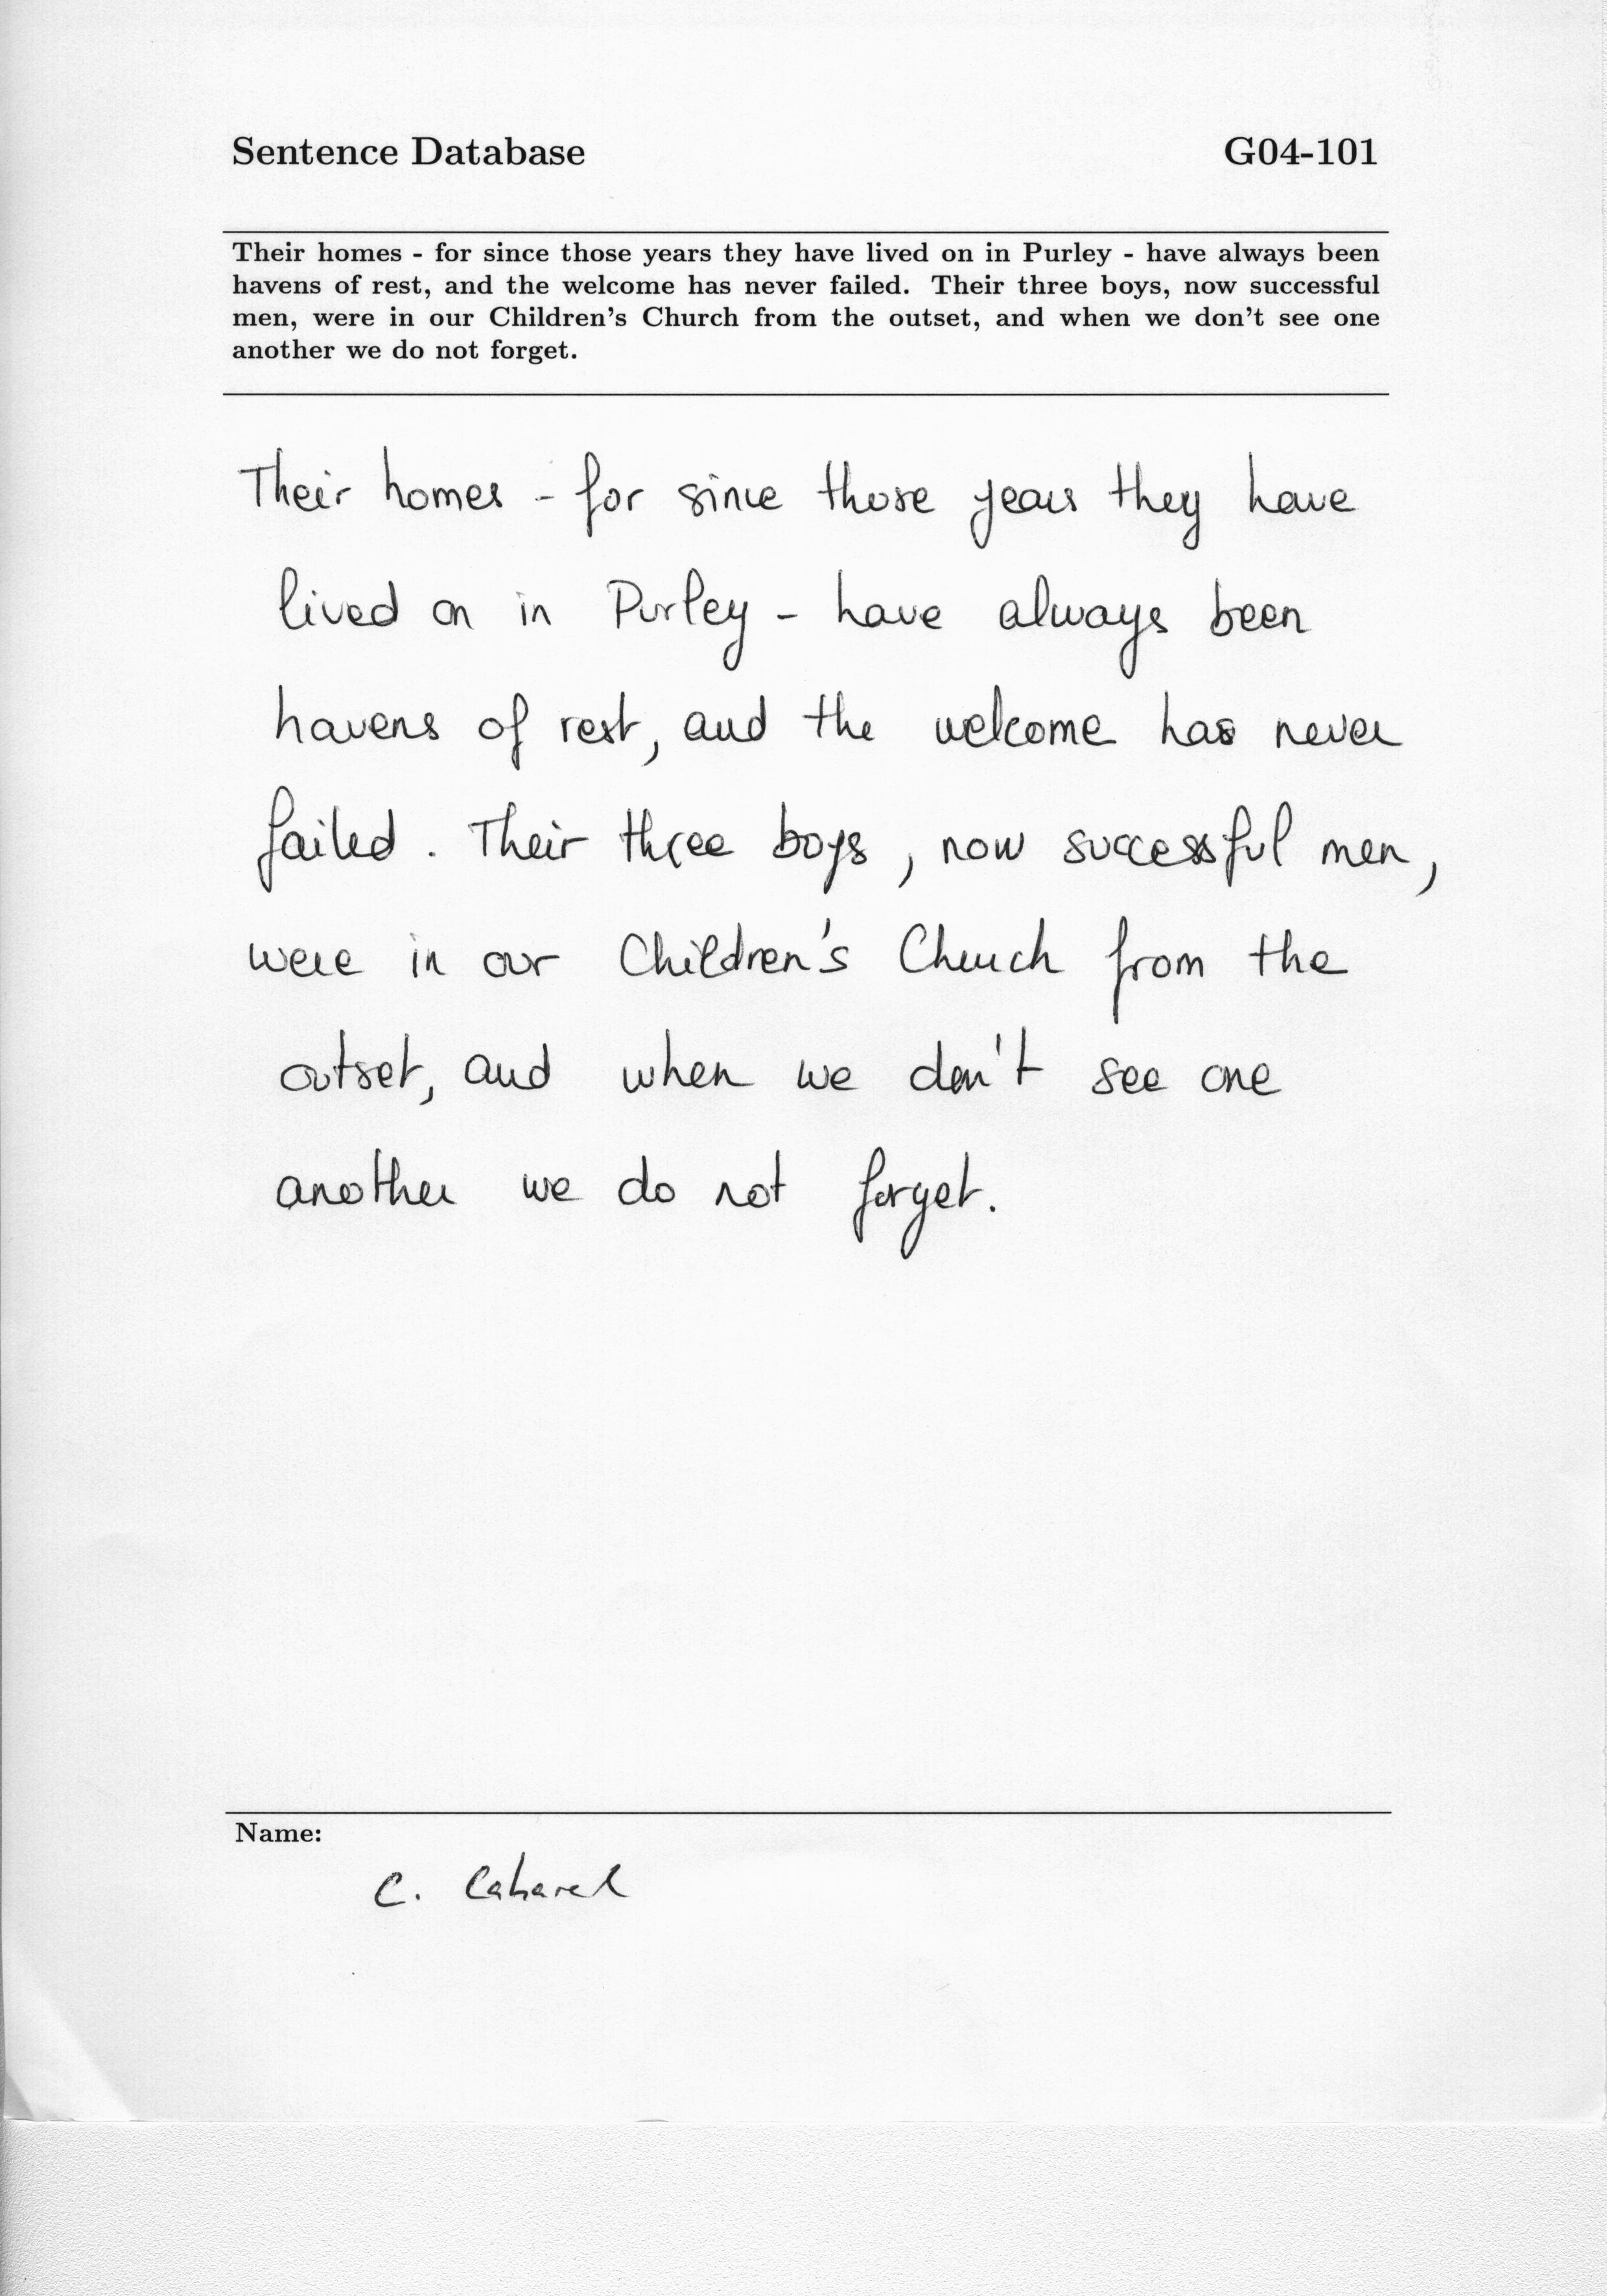 Sentence Database G04-101
Their homes - for since those years they have lived on in Purley - have always been
havens of rest, and the welcome has never failed. Their three boys, now successful
men, were in our Children's Church from the outset, and when we don't see one
another we do not forget.
Their homes - for since those years they have
lived on in Purley - have always been
havens of rest, and the welcome has never
failed. Their three boys, now successful men,
were in our Children's Church from the
outset, and when we don't see one
another we do not forget.
Name:
C.